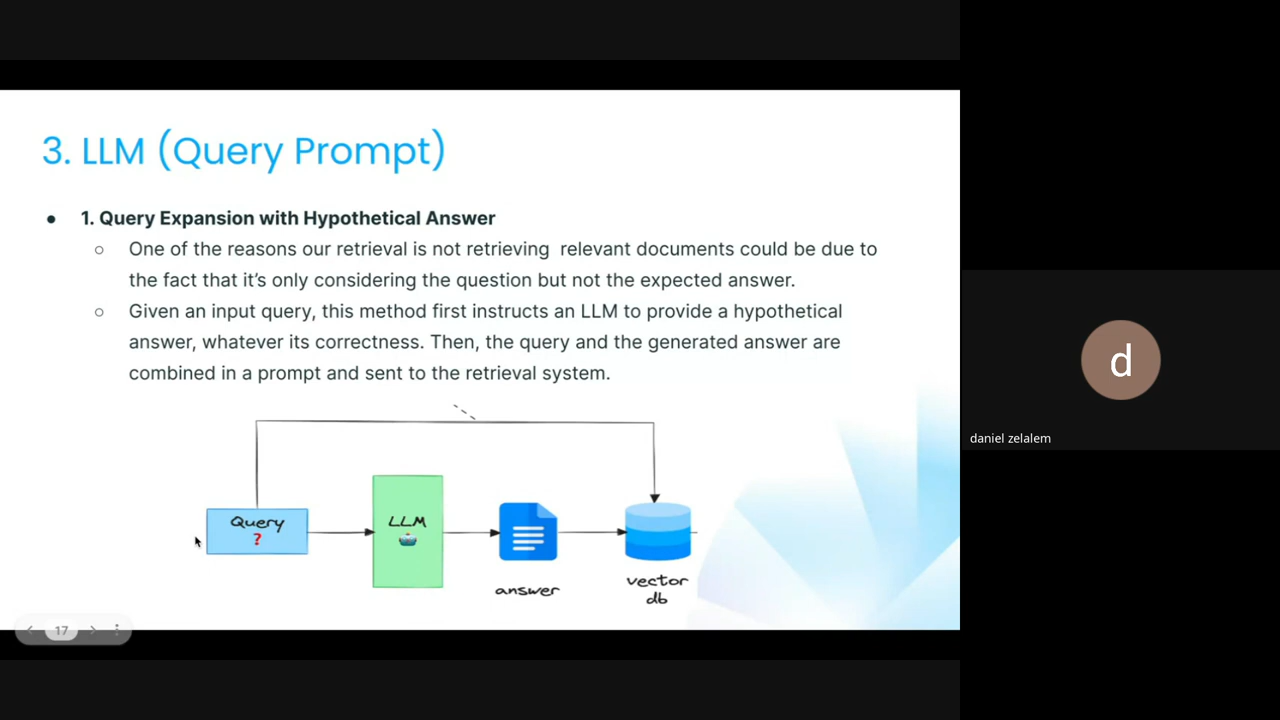 3. LLM (Query Prompt)
● 1. Query Expansion with Hypothetical Answer
○ One of the reasons our retrieval is not retrieving relevant documents could be due to
the fact that it's only considering the question but not the expected answer.
○ Given an input query, this method first instructs an LLM to provide a hypothetical
answer, whatever its correctness. Then, the query and the generated answer are
combined in a prompt and sent to the retrieval system.
Query
?
LLM
answer
vector
db
17
d
daniel zelalem